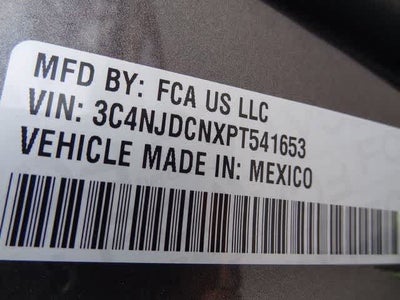 MFD BY: FCA US LLC
VIN: 3C4NJDCNXPT541653
VEHICLE MADE IN: MEXICO